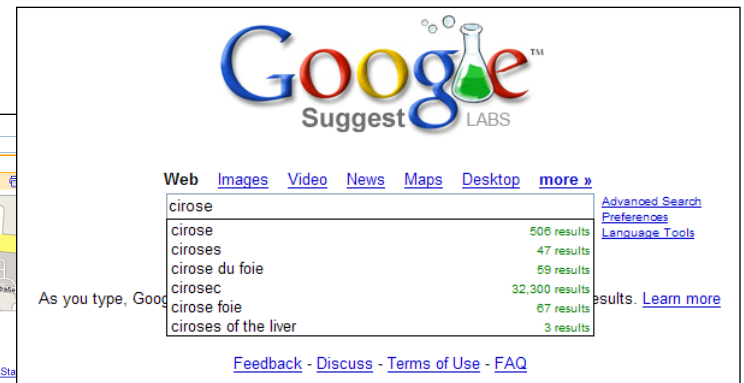 Google™
Suggest LABS
Web Images Video News Maps Desktop more »
cirose
Advanced Search
Preferences
Language Tools
cirose 506 results
ciroses 47 results
cirose du foie 59 results
cirosec 32,300 results
cirose foie 67 results
ciroses of the liver 3 results
As you type, Goog esults. Learn more
Feedback - Discuss - Terms of Use - FAQ
Sta